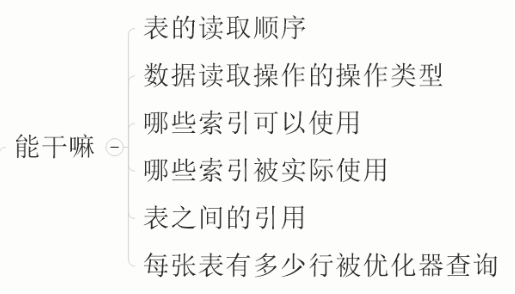 能干嘛
表的读取顺序
数据读取操作的操作类型
哪些索引可以使用
哪些索引被实际使用
表之间的引用
每张表有多少行被优化器查询